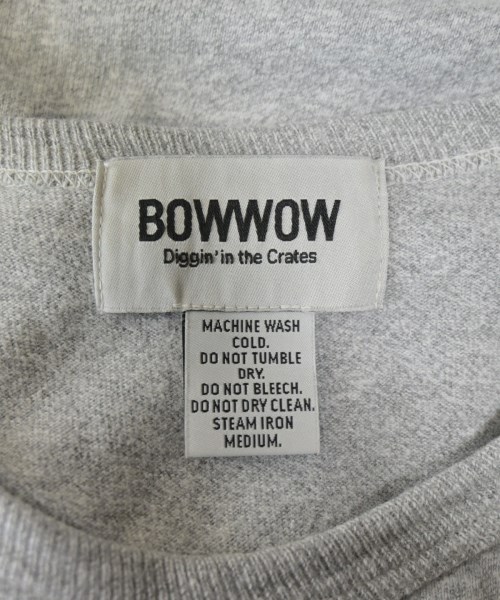 BOWWOW
Diggin' in the Crates
MACHINE WASH
COLD.
DO NOT TUMBLE
DRY.
DO NOT BLEECH.
DO NOT DRY CLEAN.
STEAM IRON
MEDIUM.